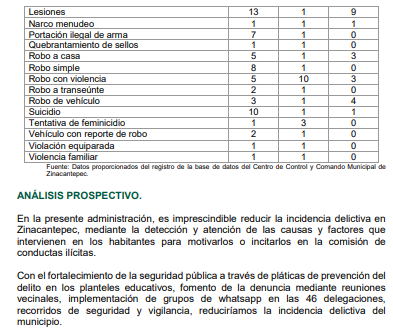 Lesiones 13 1 9
Narco menudeo 1 1 1
Portación ilegal de arma 7 1 0
Quebrantamiento de sellos 1 1 0
Robo a casa 5 1 3
Robo simple 8 1 0
Robo con violencia 5 10 3
Robo a transeúnte 2 1 0
Robo de vehículo 3 1 4
Suicidio 10 1 1
Tentativa de feminicidio 1 3 0
Vehículo con reporte de robo 2 1 0
Violación equiparada 1 1 0
Violencia familiar 1 1 0
Fuente: Datos proporcionados del registro de la base de datos del Centro de Control y Comando Municipal de
Zinacantepec.
ANÁLISIS PROSPECTIVO.
En la presente administración, es imprescindible reducir la incidencia delictiva en
Zinacantepec, mediante la detección y atención de las causas y factores que
intervienen en los habitantes para motivarlos o incitarlos en la comisión de
conductas ilícitas.
Con el fortalecimiento de la seguridad pública a través de pláticas de prevención del
delito en los planteles educativos, fomento de la denuncia mediante reuniones
vecinales, implementación de grupos de whatsapp en las 46 delegaciones,
recorridos de seguridad y vigilancia, reduciríamos la incidencia delictiva del
municipio.